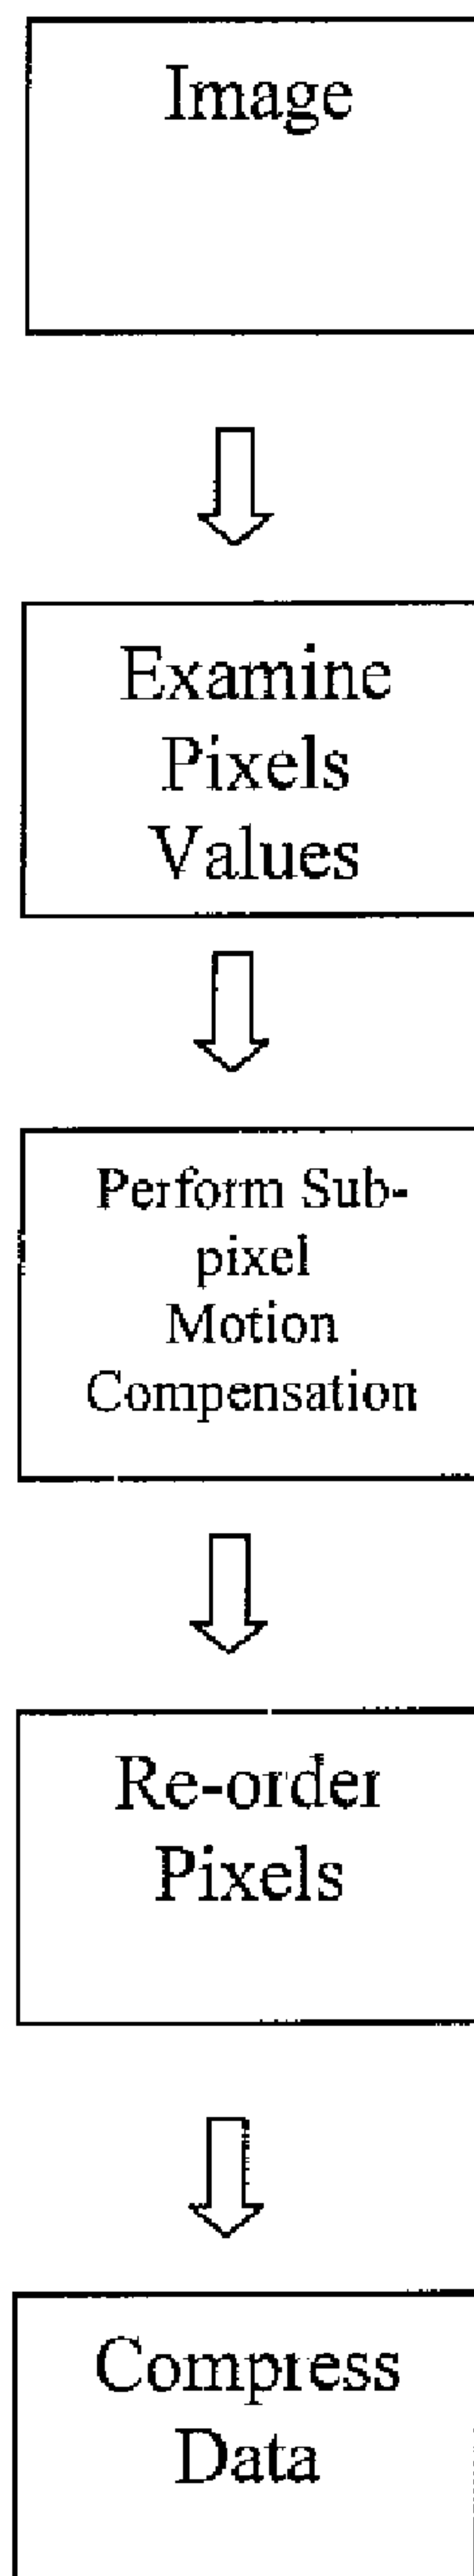 Image
Examine
Pixels
Values
Perform Sub-
pixel
Motion
Compensation
Re-order
Pixels
Compress
Data